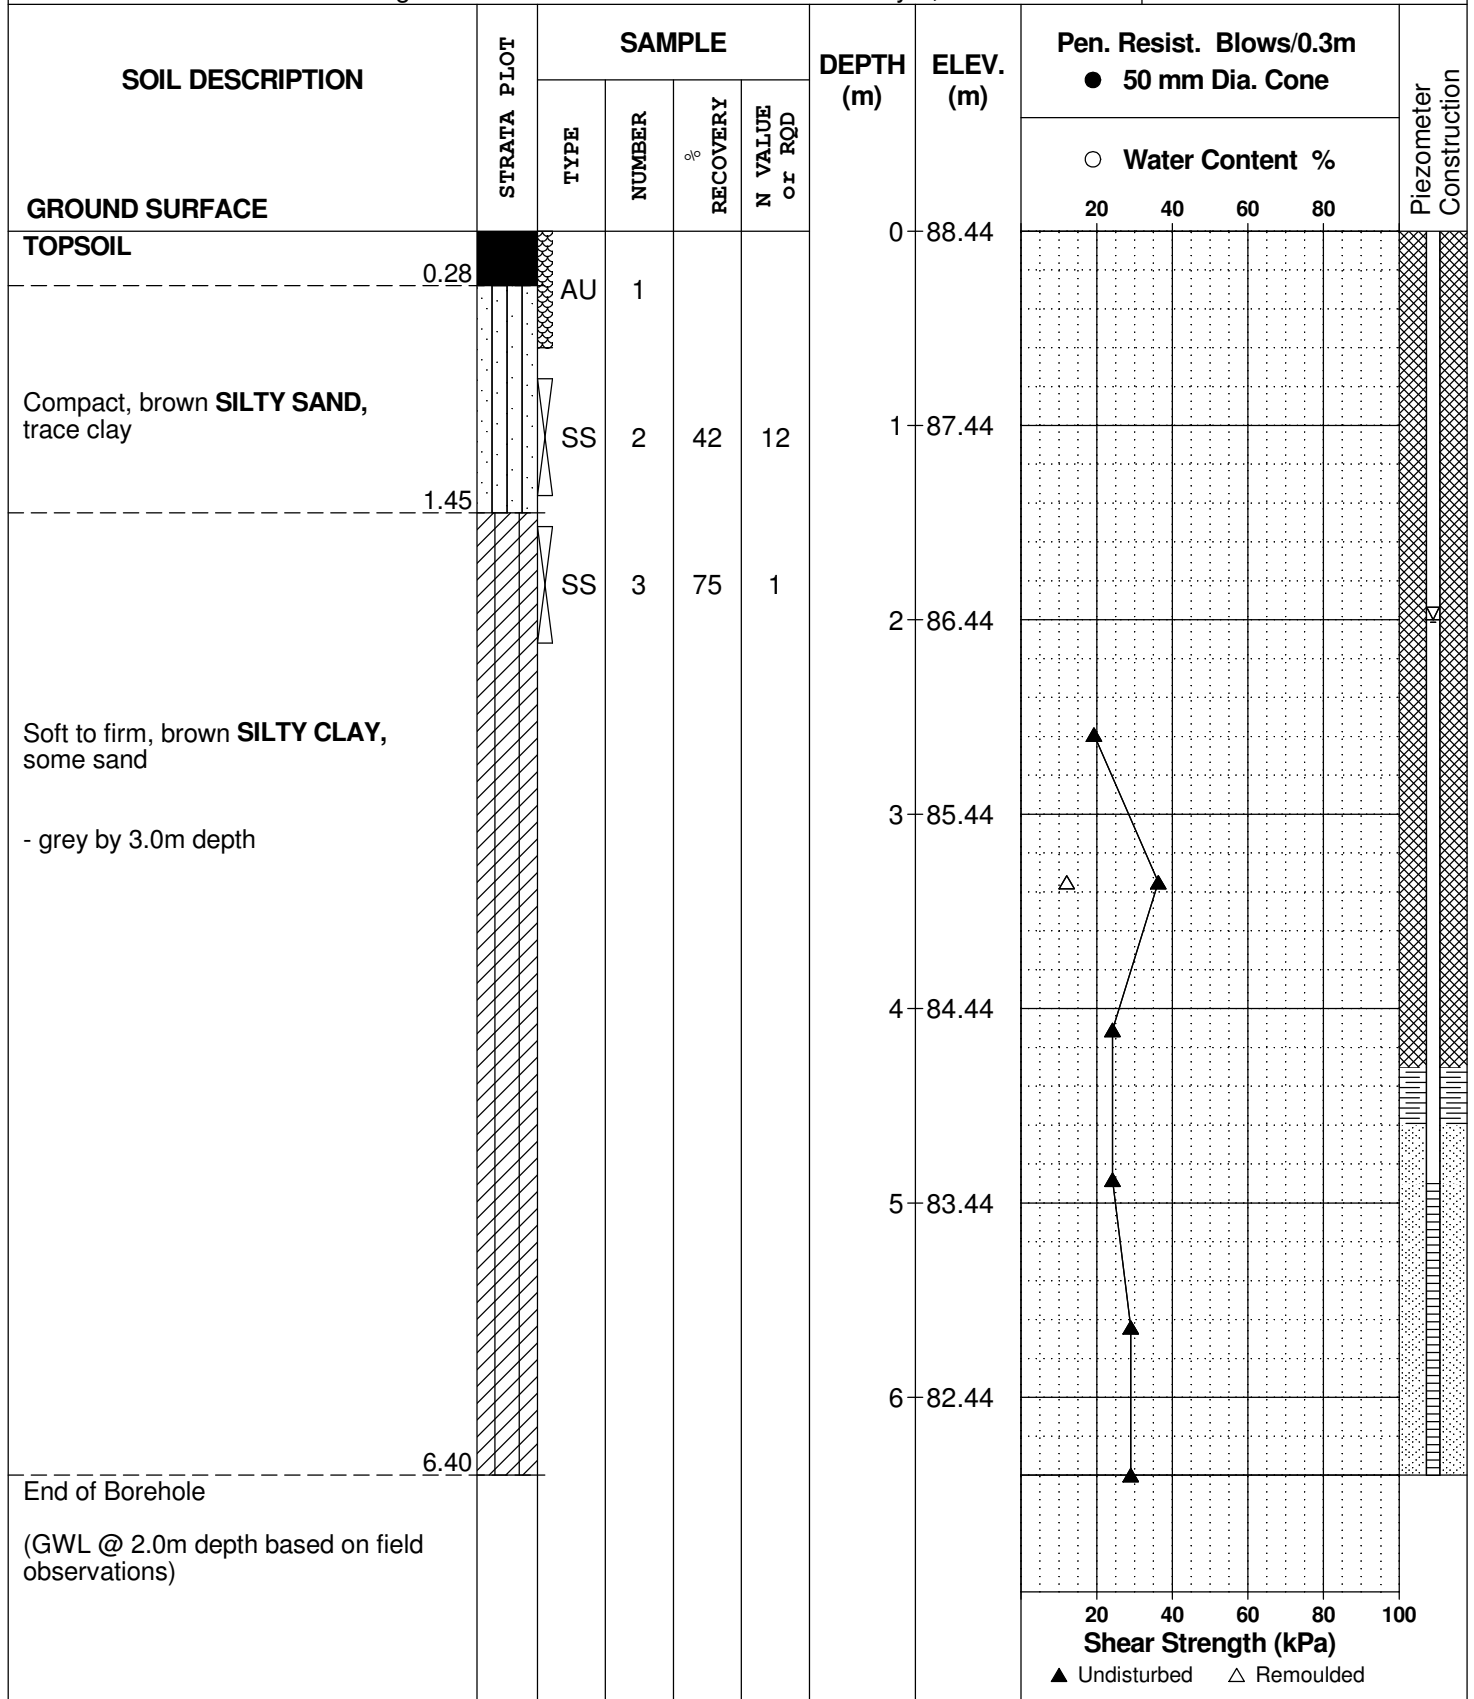 SOIL DESCRIPTION
GROUND SURFACE
STRATA PLOT
SAMPLE
TYPE
NUMBER
%
RECOVERY
N VALUE
or RQD
DEPTH
(m)
ELEV.
(m)
Pen. Resist. Blows/0.3m
● 50 mm Dia. Cone
○ Water Content %
20 40 60 80
Piezometer
Construction
TOPSOIL
0.28
0 88.44
AU 1
Compact, brown SILTY SAND,
trace clay
SS 2 42 12
1 87.44
1.45
SS 3 75 1
2 86.44
Soft to firm, brown SILTY CLAY,
some sand
3 85.44
- grey by 3.0m depth
4 84.44
5 83.44
6 82.44
6.40
End of Borehole
(GWL @ 2.0m depth based on field
observations)
20 40 60 80 100
Shear Strength (kPa)
▲ Undisturbed △ Remoulded